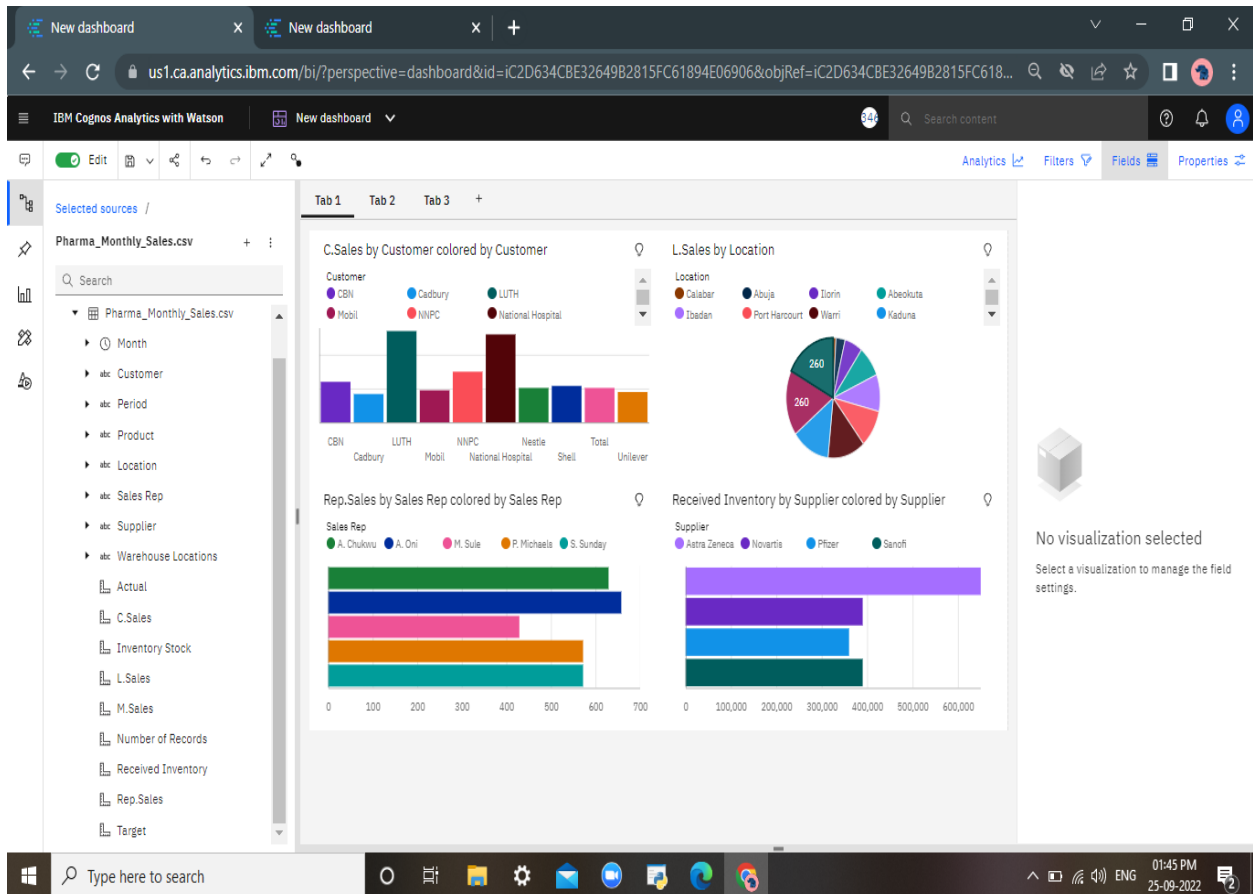 New dashboard
New dashboard
us1.ca.analytics.ibm.com/bi/?perspective=dashboard&id=iC2D634CBE32649B2815FC61894E06906&objRef=iC2D634CBE32649B2815FC618...
IBM Cognos Analytics with Watson
New dashboard
346
Search content
Edit
Analytics
Filters
Fields
Properties
Selected sources /
Pharma_Monthly_Sales.csv
Search
Pharma_Monthly_Sales.csv
Month
abc Customer
abc Period
abc Product
abc Location
abc Sales Rep
abc Supplier
abc Warehouse Locations
Actual
C.Sales
Inventory Stock
L.Sales
M.Sales
Number of Records
Received Inventory
Rep.Sales
Target
Tab 1 Tab 2 Tab 3 +
C.Sales by Customer colored by Customer
Customer
CBN Cadbury LUTH
Mobil NNPC National Hospital
CBN LUTH NNPC Nestle Total
Cadbury Mobil National Hospital Shell Unilever
L.Sales by Location
Location
Calabar Abuja Ilorin Abeokuta
Ibadan Port Harcourt Warri Kaduna
260
260
Rep.Sales by Sales Rep colored by Sales Rep
Sales Rep
A. Chukwu A. Oni M. Sule P. Michaels S. Sunday
0 100 200 300 400 500 600 700
Received Inventory by Supplier colored by Supplier
Supplier
Astra Zeneca Novartis Pfizer Sanofi
0 100,000 200,000 300,000 400,000 500,000 600,000
No visualization selected
Select a visualization to manage the field
settings.
Type here to search
ENG
01:45 PM
25-09-2022
2